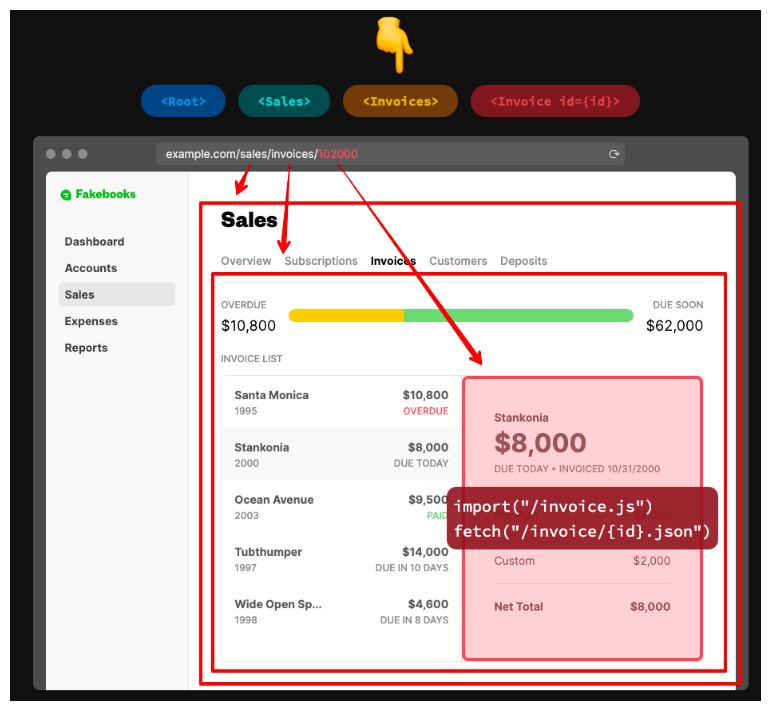 <Root> <Sales> <Invoices> <Invoice id={id}>
example.com/sales/invoices/102000
Fakebooks
Dashboard
Accounts
Sales
Expenses
Reports
Sales
Overview Subscriptions Invoices Customers Deposits
OVERDUE
$10,800
DUE SOON
$62,000
INVOICE LIST
Santa Monica $10,800
1995 OVERDUE
Stankonia $8,000
2000 DUE TODAY
Ocean Avenue $9,500
2003 PAID
Tubthumper $14,000
1997 DUE IN 10 DAYS
Wide Open Sp... $4,600
1998 DUE IN 8 DAYS
Stankonia
$8,000
DUE TODAY • INVOICED 10/31/2000
import("/invoice.js")
fetch("/invoice/{id}.json")
Custom $2,000
Net Total $8,000